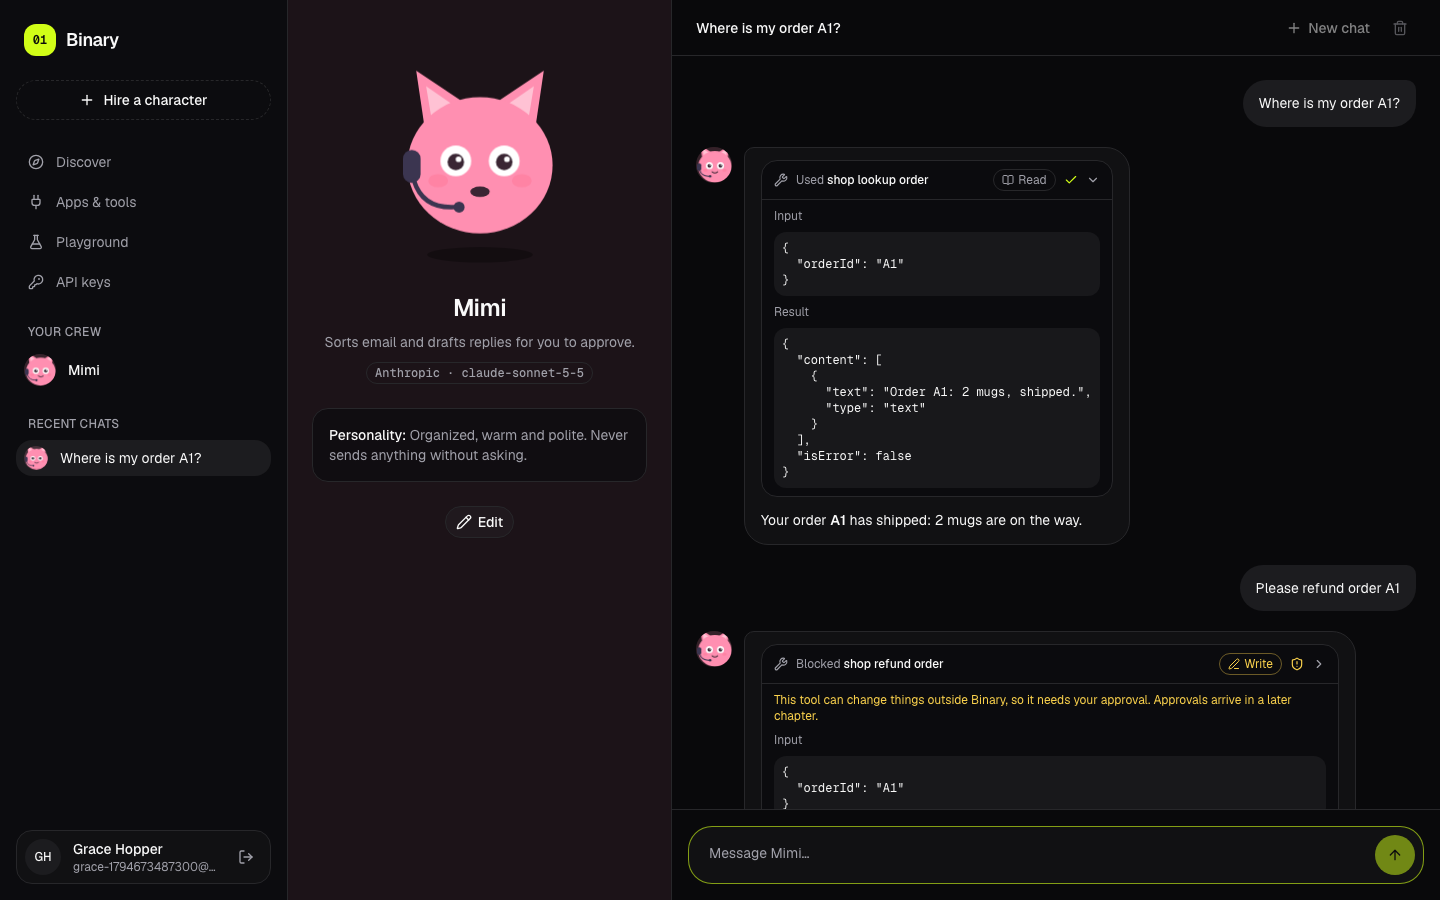 01 Binary
Hire a character
Discover
Apps & tools
Playground
API keys
YOUR CREW
Mimi
RECENT CHATS
Where is my order A1?
GH
Grace Hopper
grace-1794673487300@...
Mimi
Sorts email and drafts replies for you to approve.
Anthropic · claude-sonnet-5-5
Personality: Organized, warm and polite. Never
sends anything without asking.
Edit
Where is my order A1?
New chat
Where is my order A1?
Used shop lookup order
Read
Input
{
"orderId": "A1"
}
Result
{
"content": [
{
"text": "Order A1: 2 mugs, shipped.",
"type": "text"
}
],
"isError": false
}
Your order A1 has shipped: 2 mugs are on the way.
Please refund order A1
Blocked shop refund order
Write
This tool can change things outside Binary, so it needs your approval. Approvals arrive in a later
chapter.
Input
{
"orderId": "A1"
}
Message Mimi...